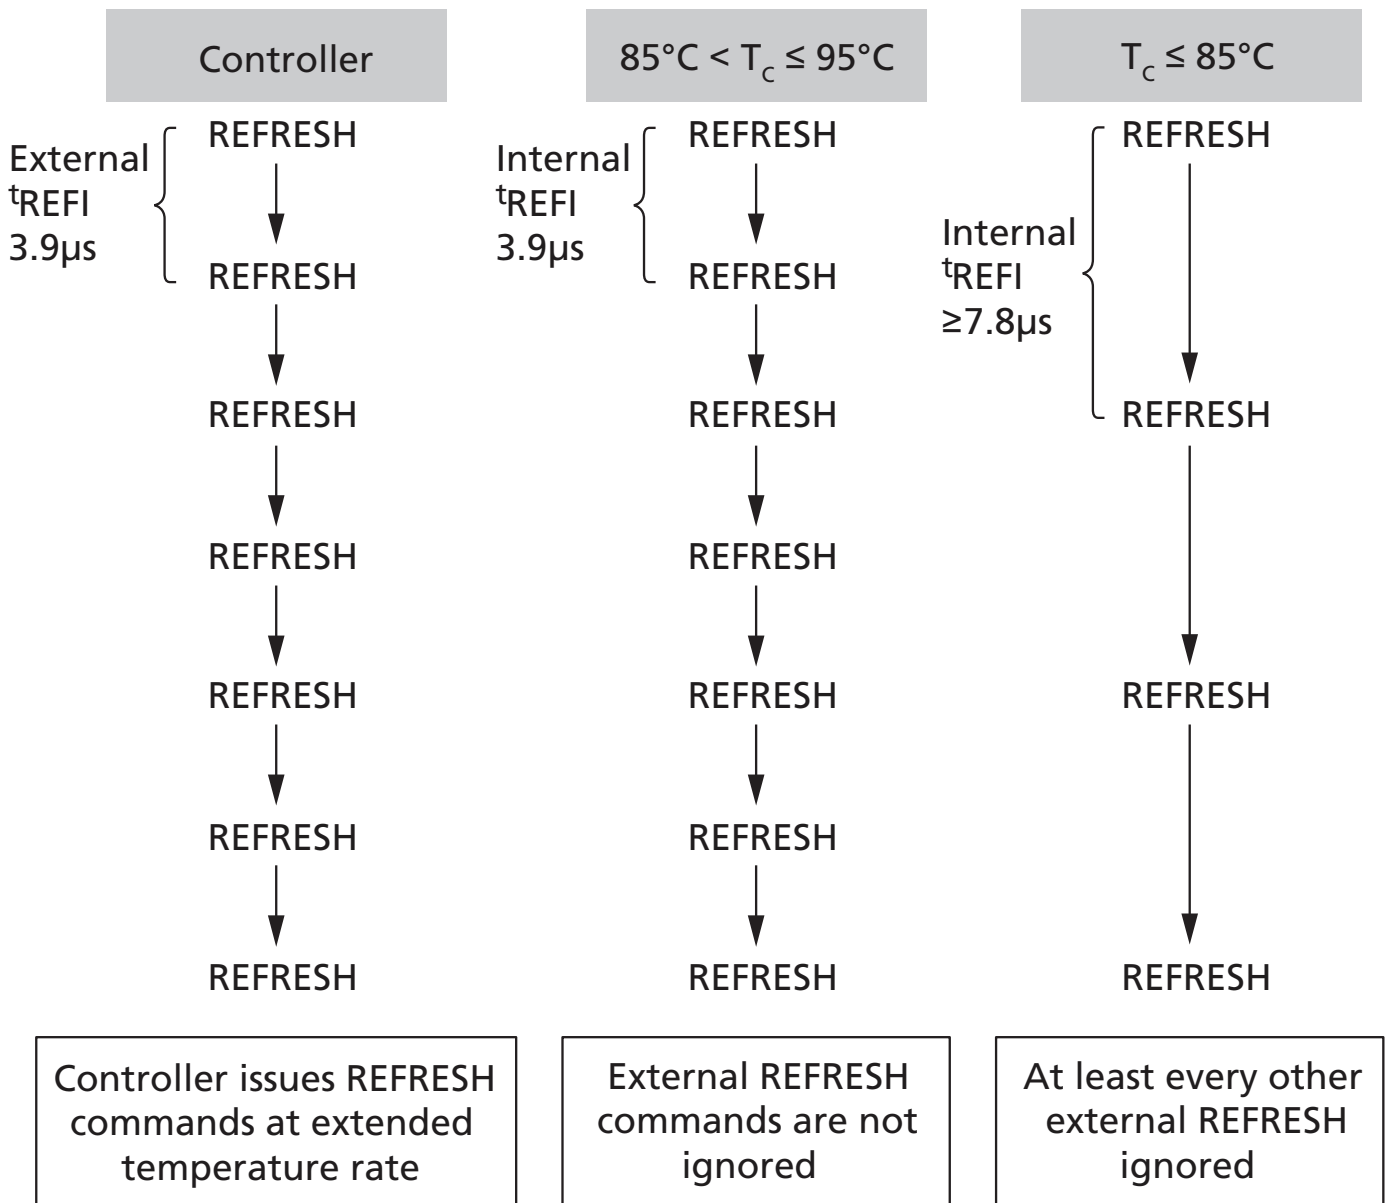 Controller
85°C < TC ≤ 95°C
TC ≤ 85°C
External
tREFI
3.9µs
REFRESH
REFRESH
REFRESH
REFRESH
REFRESH
REFRESH
REFRESH
Controller issues REFRESH
commands at extended
temperature rate
Internal
tREFI
3.9µs
REFRESH
REFRESH
REFRESH
REFRESH
REFRESH
REFRESH
REFRESH
External REFRESH
commands are not
ignored
Internal
tREFI
≥7.8µs
REFRESH
REFRESH
REFRESH
REFRESH
At least every other
external REFRESH
ignored